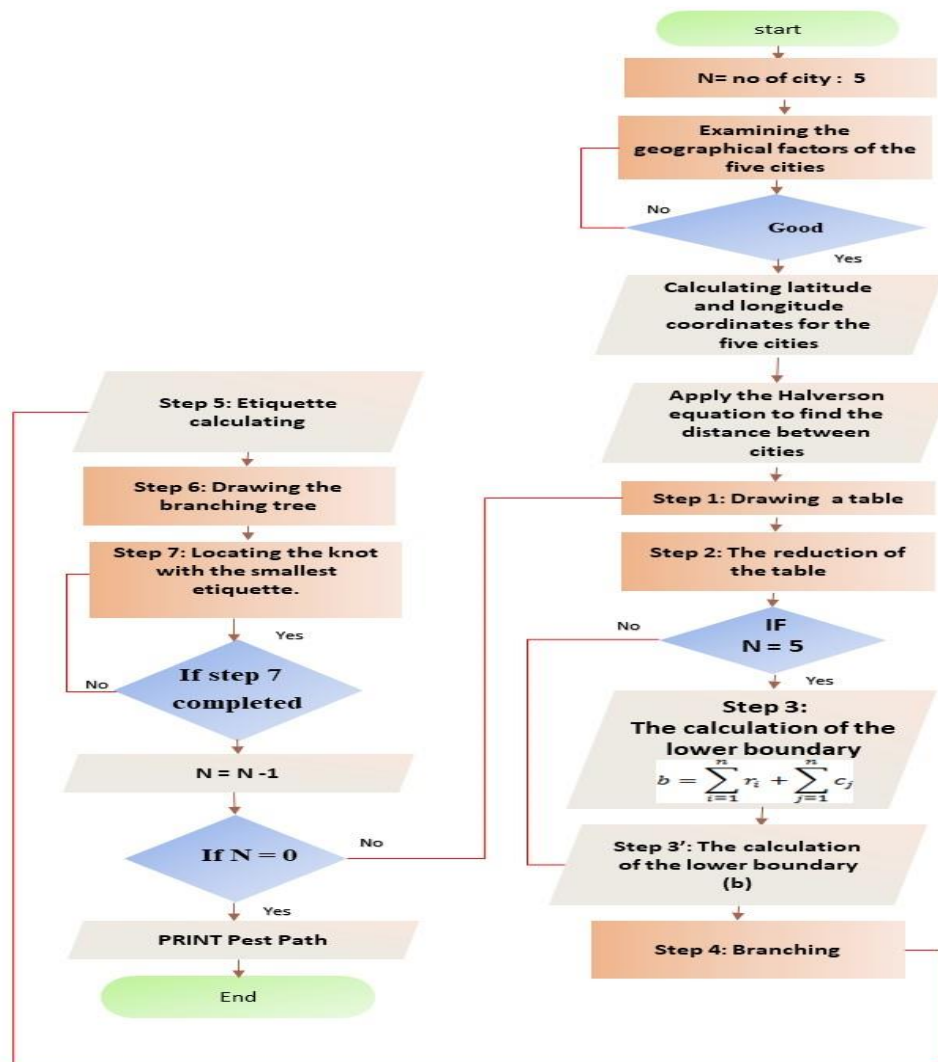 start
N= no of city : 5
Examining the
geographical factors of the
five cities
No
Good
Yes
Calculating latitude
and longitude
coordinates for the
five cities
Apply the Halverson
equation to find the
distance between
cities
Step 1: Drawing a table
Step 2: The reduction of
the table
No
IF
N = 5
Yes
Step 3:
The calculation of the
lower boundary
b = \sum_{i=1}^{n} r_i + \sum_{j=1}^{n} c_j
Step 3’: The calculation
of the lower boundary
(b)
Step 4: Branching
Step 5: Etiquette
calculating
Step 6: Drawing the
branching tree
Step 7: Locating the knot
with the smallest
etiquette.
Yes
No
If step 7
completed
N = N -1
If N = 0
No
Yes
PRINT Pest Path
End